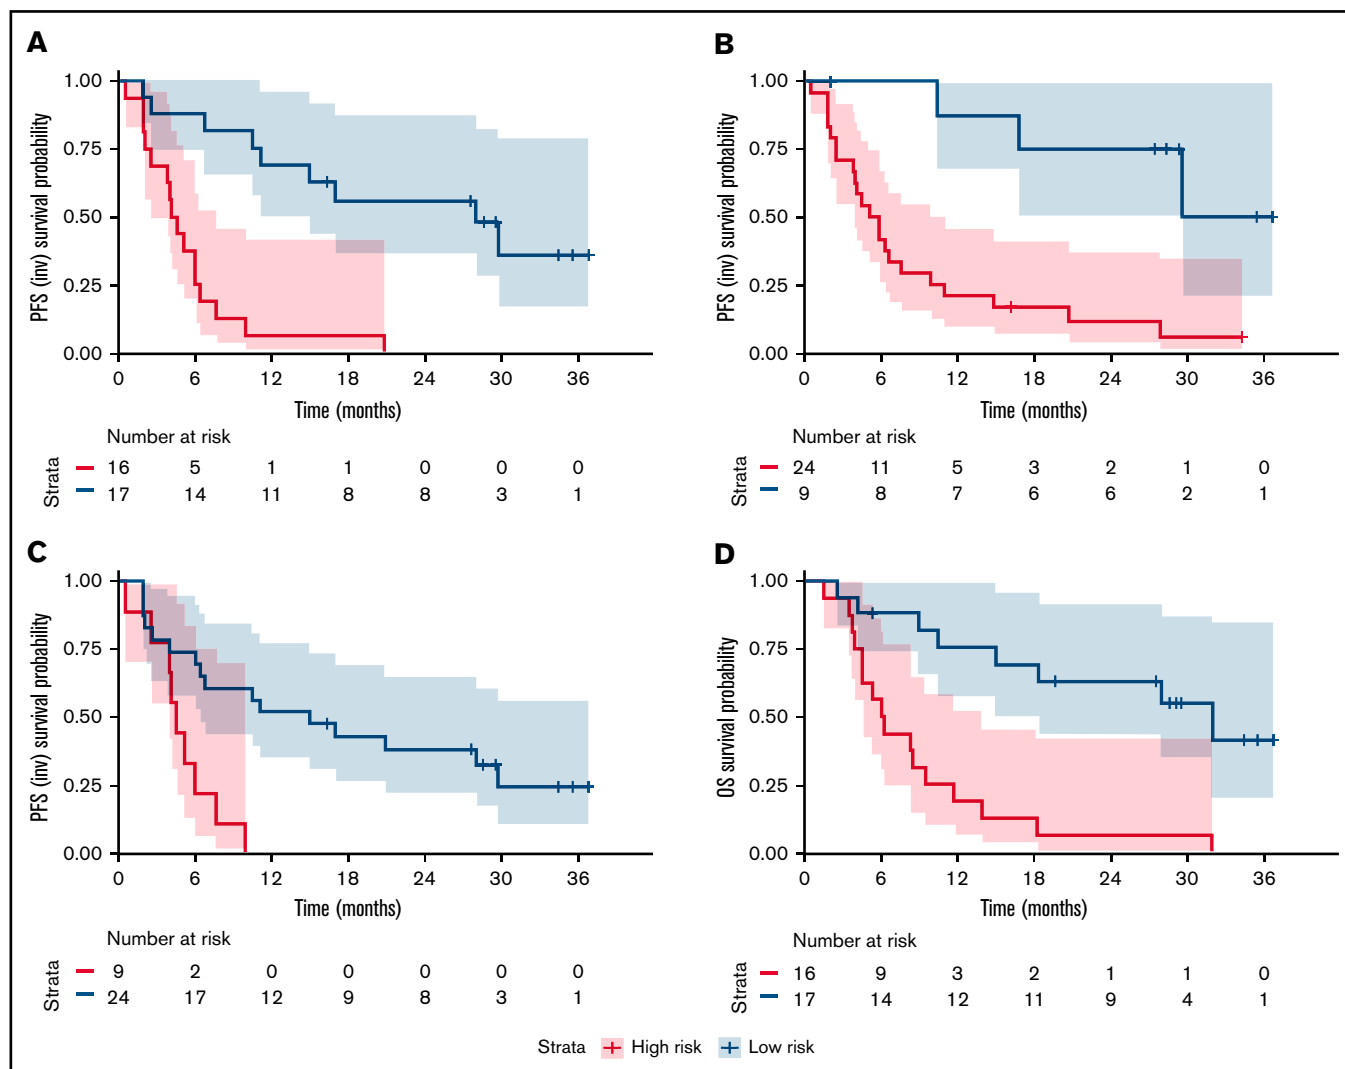 A
PFS (inv) survival probability
1.00
0.75
0.50
0.25
0.00
0 6 12 18 24 30 36
Time (months)
Number at risk
Strata
16 5 1 1 0 0 0
17 14 11 8 8 3 1
B
PFS (inv) survival probability
1.00
0.75
0.50
0.25
0.00
0 6 12 18 24 30 36
Time (months)
Number at risk
Strata
24 11 5 3 2 1 0
9 8 7 6 6 2 1
C
PFS (inv) survival probability
1.00
0.75
0.50
0.25
0.00
0 6 12 18 24 30 36
Time (months)
Number at risk
Strata
9 2 0 0 0 0 0
24 17 12 9 8 3 1
D
OS survival probability
1.00
0.75
0.50
0.25
0.00
0 6 12 18 24 30 36
Time (months)
Number at risk
Strata
16 9 3 2 1 1 0
17 14 12 11 9 4 1
Strata High risk Low risk